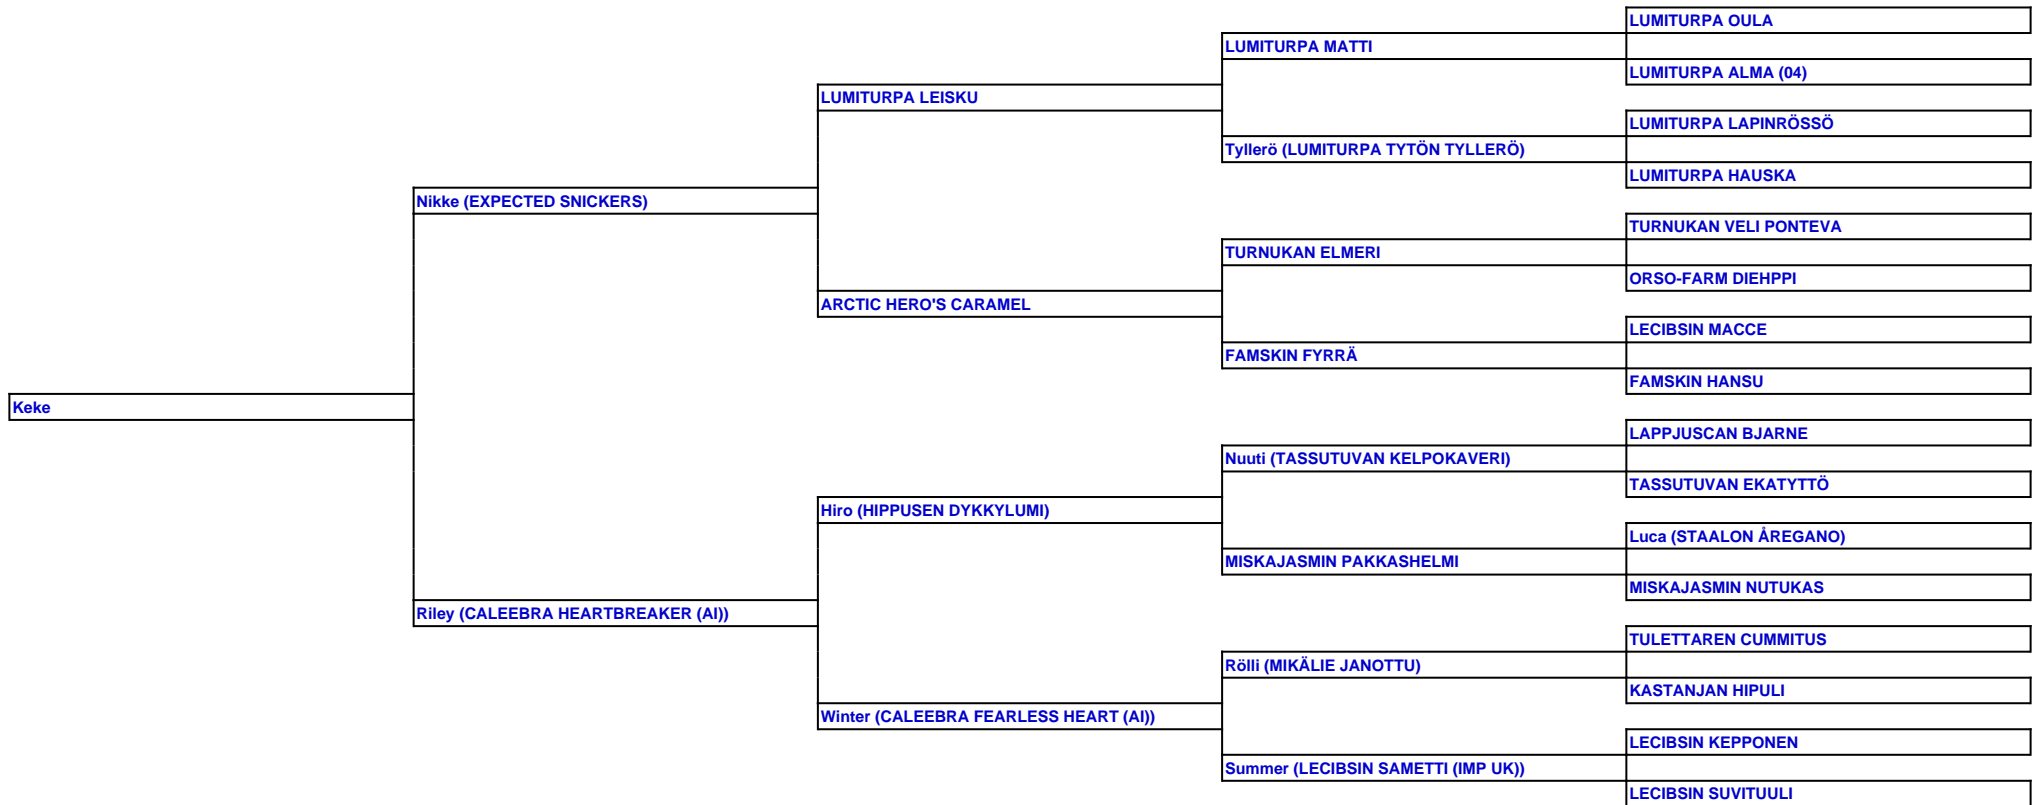 LUMITURPA OULA
LUMITURPA MATTI
LUMITURPA ALMA (04)
LUMITURPA LEISKU
LUMITURPA LAPINRÖSSÖ
Tyllerö (LUMITURPA TYTÖN TYLLERÖ)
LUMITURPA HAUSKA
Nikke (EXPECTED SNICKERS)
TURNUKAN VELI PONTEVA
TURNUKAN ELMERI
ORSO-FARM DIEHPPI
ARCTIC HERO'S CARAMEL
LECIBSIN MACCE
FAMSKIN FYRRÄ
FAMSKIN HANSU
Keke
LAPPJUSCAN BJARNE
Nuuti (TASSUTUVAN KELPOKAVERI)
TASSUTUVAN EKATYTTÖ
Hiro (HIPPUSEN DYKKYLUMI)
Luca (STAALON ÅREGANO)
MISKAJASMIN PAKKASHELMI
MISKAJASMIN NUTUKAS
Riley (CALEEBRA HEARTBREAKER (AI))
TULETTAREN CUMMITUS
Rölli (MIKÄLIE JANOTTU)
KASTANJAN HIPULI
Winter (CALEEBRA FEARLESS HEART (AI))
LECIBSIN KEPPONEN
Summer (LECIBSIN SAMETTI (IMP UK))
LECIBSIN SUVITUULI